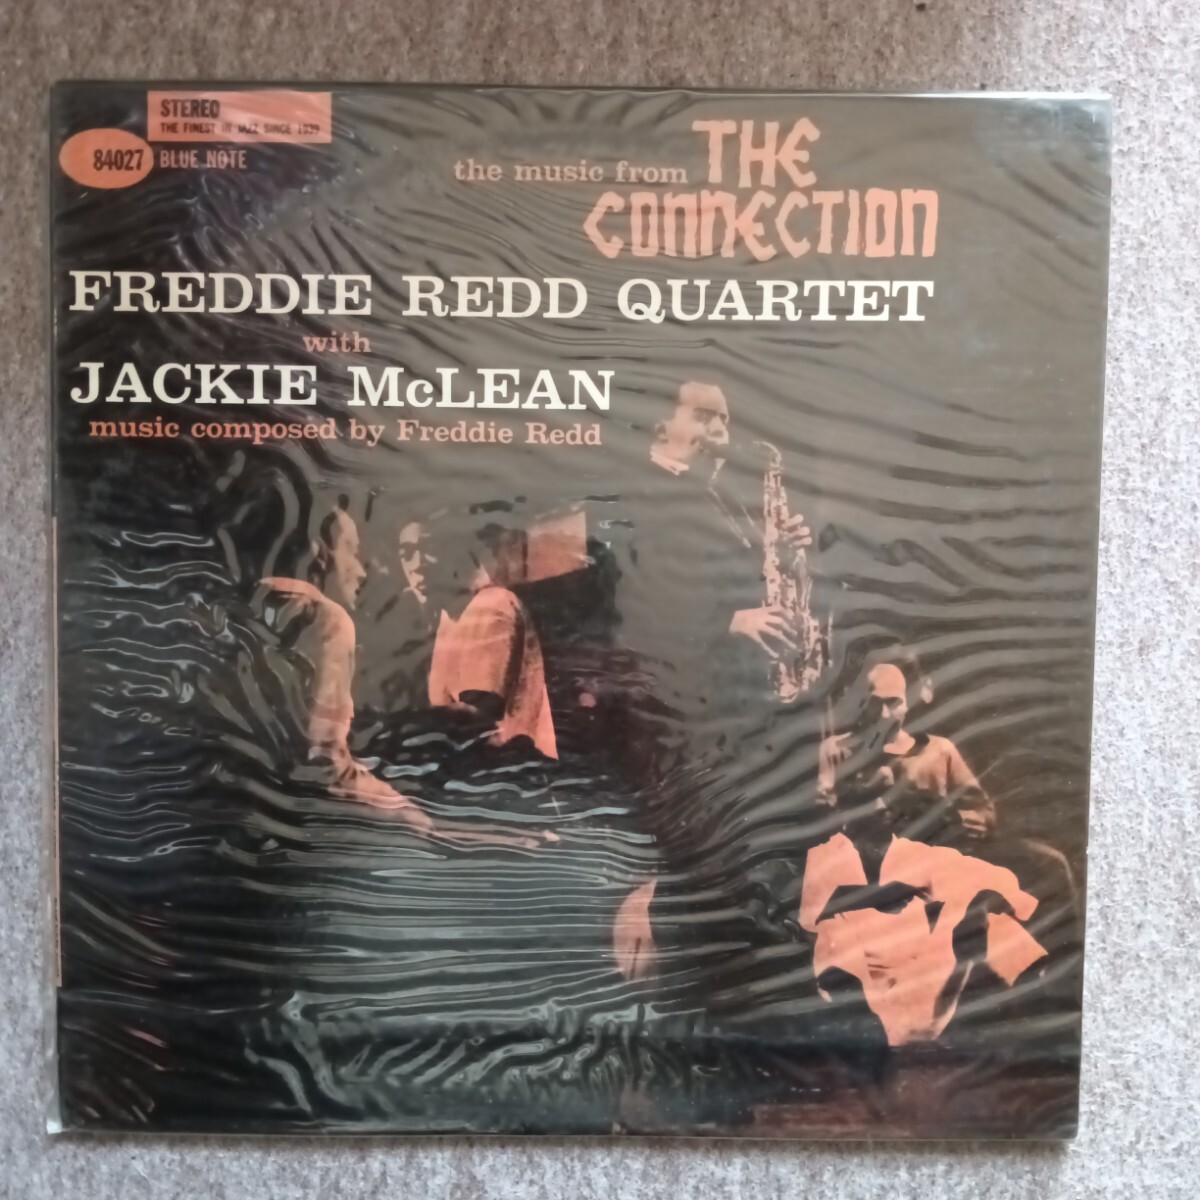 STEREO
THE FINEST IN JAZZ SINCE 1939
84027 BLUE NOTE
the music from THE
CONNECTION
FREDDIE REDD QUARTET
with
JACKIE McLEAN
music composed by Freddie Redd